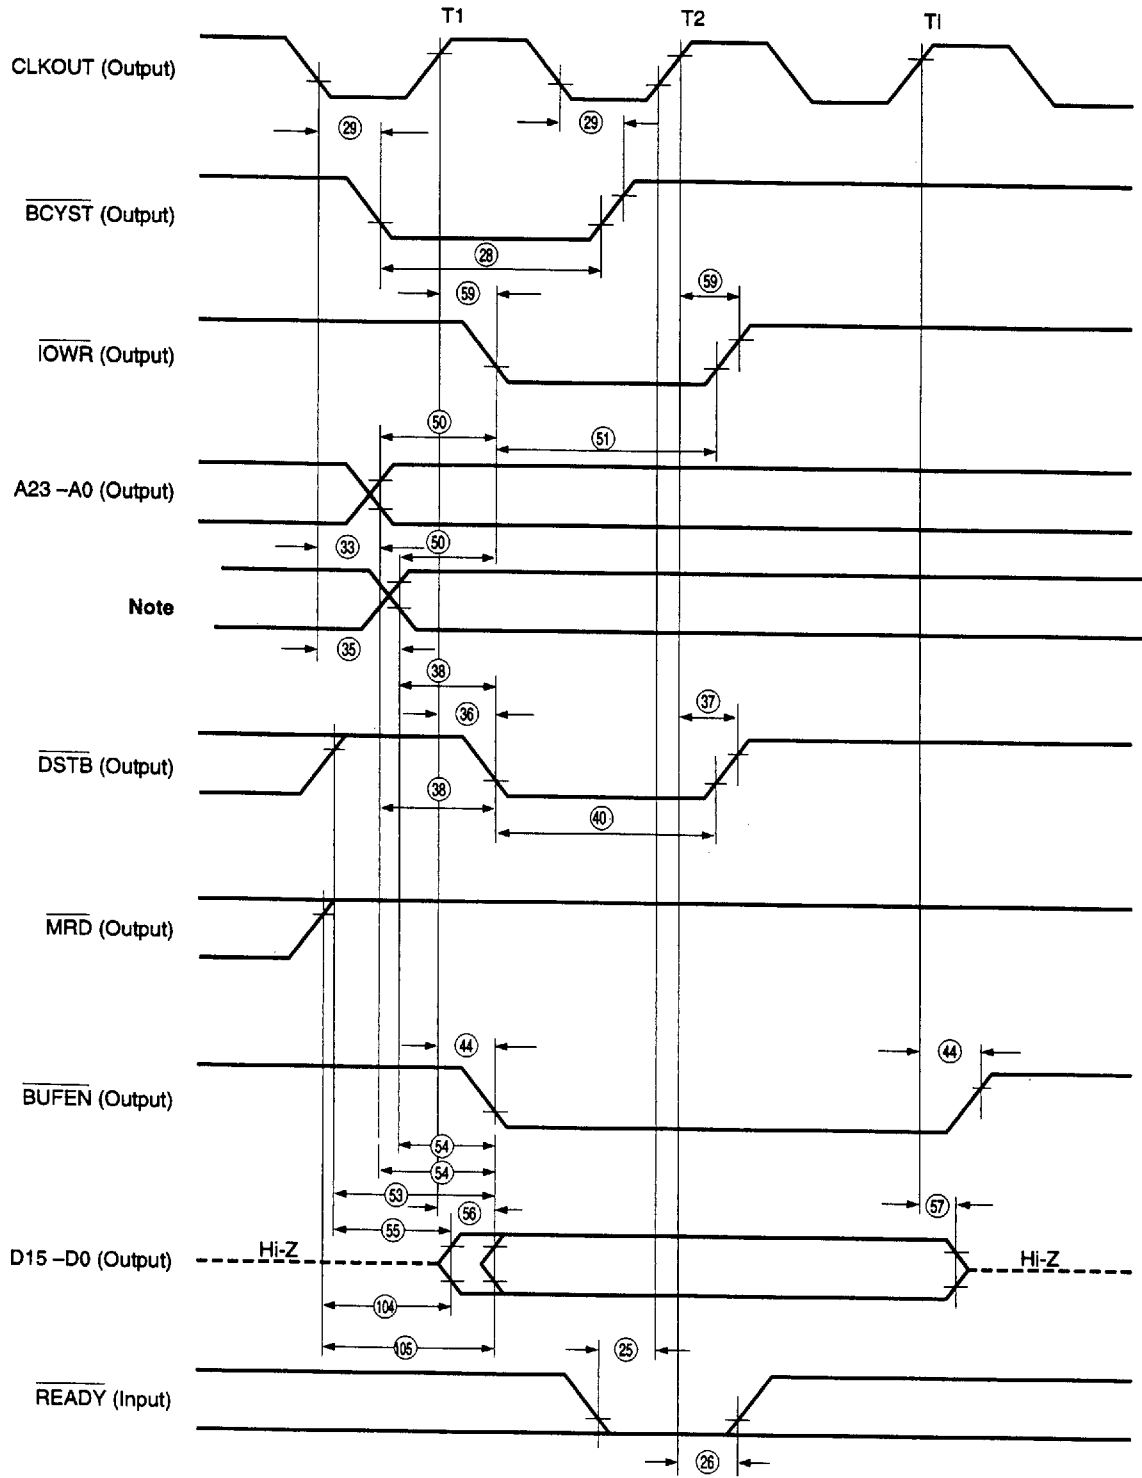 T1 T2 TI
CLKOUT (Output)
29 29
BCYST (Output)
28
59 59
IOWR (Output)
50
51
A23 –A0 (Output)
33 50
Note
35
38
36 37
DSTB (Output)
38
40
MRD (Output)
44 44
BUFEN (Output)
54
54
53
56 57
55
D15 –D0 (Output) Hi-Z Hi-Z
104
105 25
READY (Input)
26